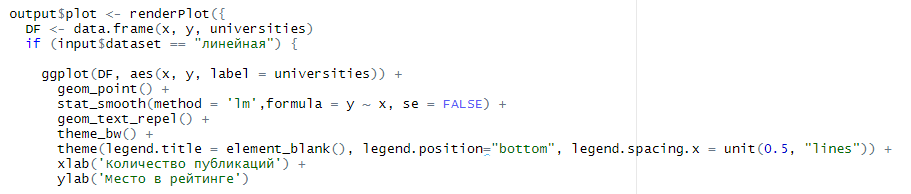 output$plot <- renderPlot({
DF <- data.frame(x, y, universities)
if (input$dataset == "линейная") {
ggplot(DF, aes(x, y, label = universities)) +
geom_point() +
stat_smooth(method = 'lm',formula = y ~ x, se = FALSE) +
geom_text_repel() +
theme_bw() +
theme(legend.title = element_blank(), legend.position="bottom", legend.spacing.x = unit(0.5, "lines")) +
xlab('Количество публикаций') +
ylab('Место в рейтинге')